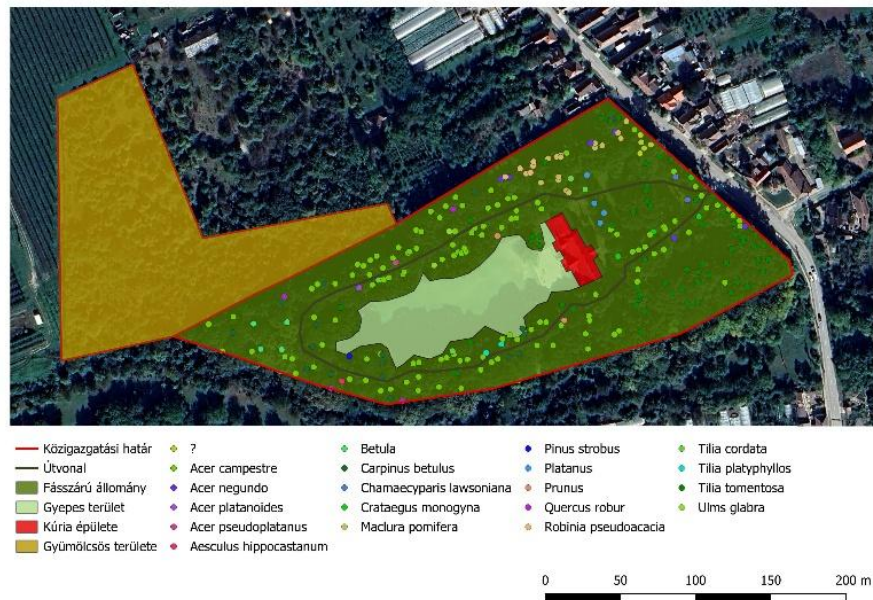 Közigazgatási határ
Útvonal
Fásszárú állomány
Gyepes terület
Kúria épülete
Gyümölcsös területe
?
Acer campestre
Acer negundo
Acer platanoides
Acer pseudoplatanus
Aesculus hippocastanum
Betula
Carpinus betulus
Chamaecyparis lawsoniana
Crataegus monogyna
Maclura pomifera
Pinus strobus
Platanus
Prunus
Quercus robur
Robinia pseudoacacia
Tilia cordata
Tilia platyphyllos
Tilia tomentosa
Ulms glabra
0 50 100 150 200 m